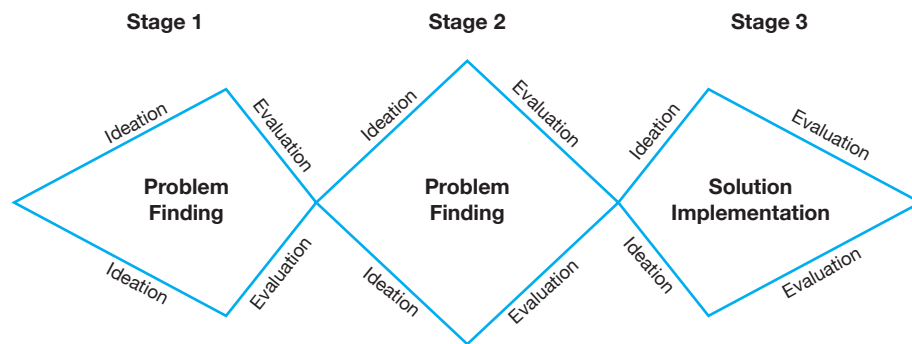 Stage 1
Stage 2
Stage 3
Ideation
Evaluation
Ideation
Evaluation
Ideation
Evaluation
Problem
Finding
Problem
Finding
Solution
Implementation
Ideation
Evaluation
Ideation
Evaluation
Ideation
Evaluation